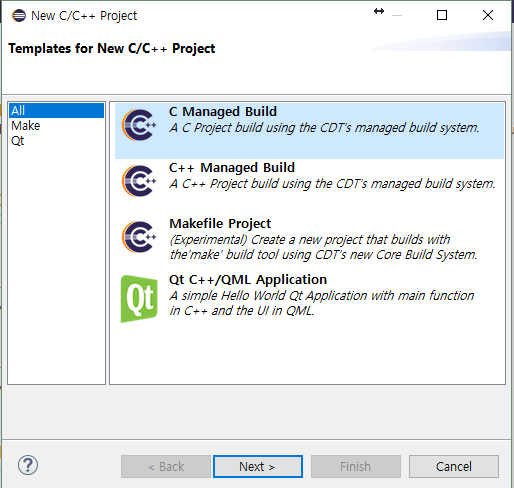 New C/C++ Project
Templates for New C/C++ Project
All
Make
Qt
C Managed Build
A C Project build using the CDT's managed build system.
C++ Managed Build
A C++ Project build using the CDT's managed build system.
Makefile Project
(Experimental) Create a new project that builds with
the'make' build tool using CDT's new Core Build System.
Qt C++/QML Application
A simple Hello World Qt Application with main function
in C++ and the UI in QML.
C++
C++
C++
Qt
?
< Back
Next >
Finish
Cancel